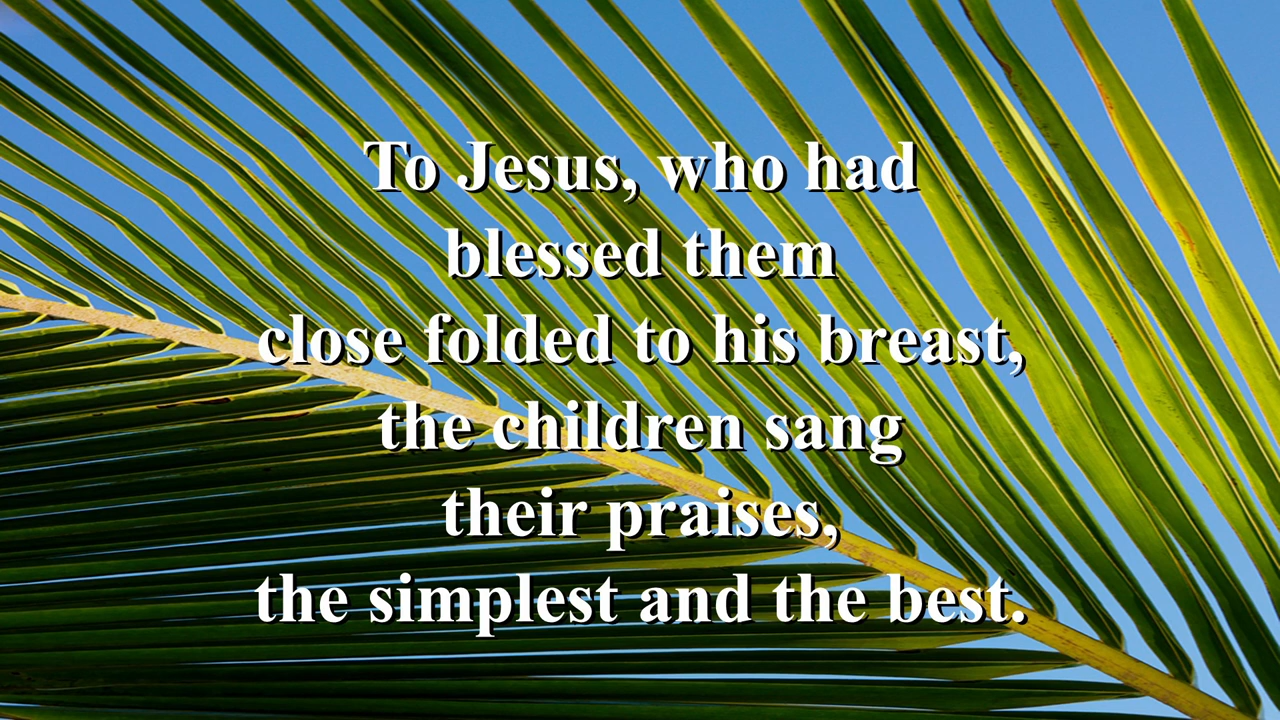 To Jesus, who had
blessed them
close folded to his breast,
the children sang
their praises,
the simplest and the best.